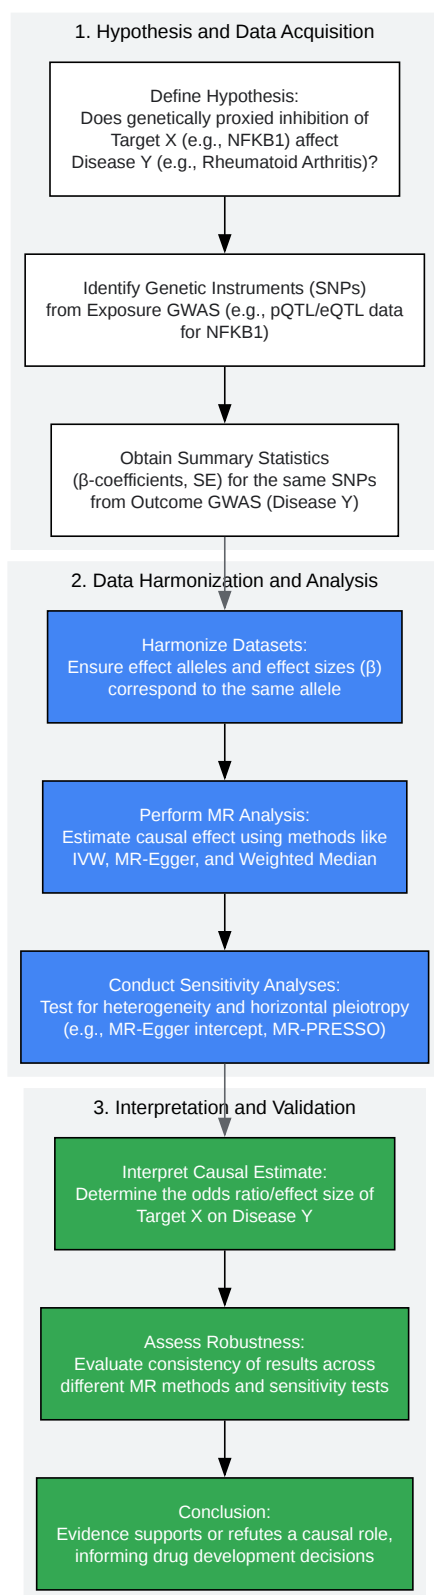 1. Hypothesis and Data Acquisition
Define Hypothesis:
Does genetically proxied inhibition of
Target X (e.g., NFKB1) affect
Disease Y (e.g., Rheumatoid Arthritis)?
Identify Genetic Instruments (SNPs)
from Exposure GWAS (e.g., pQTL/eQTL data
for NFKB1)
Obtain Summary Statistics
(β-coefficients, SE) for the same SNPs
from Outcome GWAS (Disease Y)
2. Data Harmonization and Analysis
Harmonize Datasets:
Ensure effect alleles and effect sizes (β)
correspond to the same allele
Perform MR Analysis:
Estimate causal effect using methods like
IVW, MR-Egger, and Weighted Median
Conduct Sensitivity Analyses:
Test for heterogeneity and horizontal pleiotropy
(e.g., MR-Egger intercept, MR-PRESSO)
3. Interpretation and Validation
Interpret Causal Estimate:
Determine the odds ratio/effect size of
Target X on Disease Y
Assess Robustness:
Evaluate consistency of results across
different MR methods and sensitivity tests
Conclusion:
Evidence supports or refutes a causal role,
informing drug development decisions